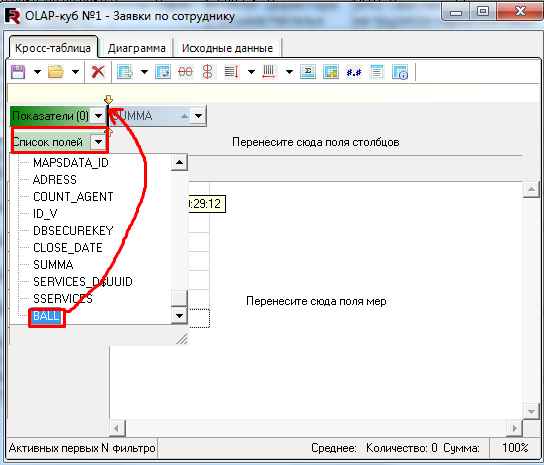 OLAP-куб №1 - Заявки по сотруднику
Кросс-таблица Диаграмма Исходные данные
#.#
Показатели (0) SUMMA
Список полей Перенесите сюда поля столбцов
MAPSDATA_ID
ADRESS
COUNT_AGENT
ID_V :29:12
DBSECUREKEY
CLOSE_DATE
SUMMA
SERVICES_D$UUID
SSERVICES Перенесите сюда поля мер
BALL
Активных первых N фильтро Среднее: Количество: 0 Сумма: 100%